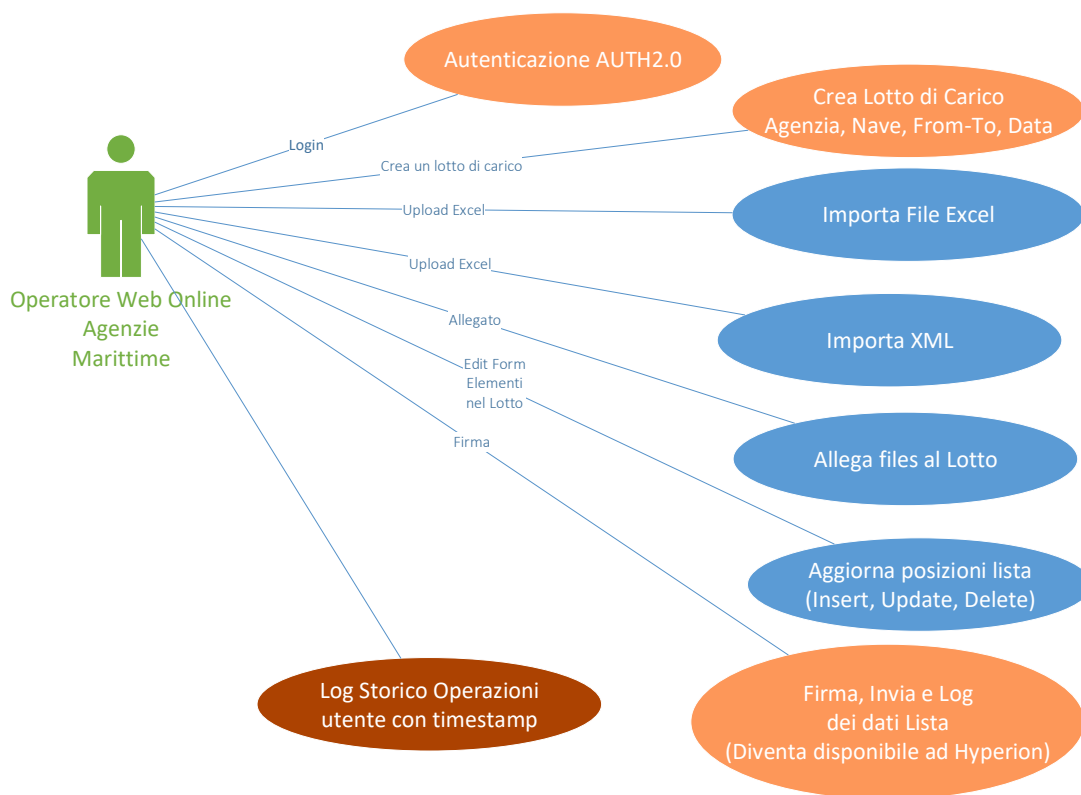 Autenticazione AUTH2.0
Crea Lotto di Carico
Agenzia, Nave, From-To, Data
Login
Crea un lotto di carico
Upload Excel
Importa File Excel
Upload Excel
Operatore Web Online
Agenzie
Marittime
Allegato
Importa XML
Edit Form
Elementi
nel Lotto
Firma
Allega files al Lotto
Aggiorna posizioni lista
(Insert, Update, Delete)
Log Storico Operazioni
utente con timestamp
Firma, Invia e Log
dei dati Lista
(Diventa disponibile ad Hyperion)